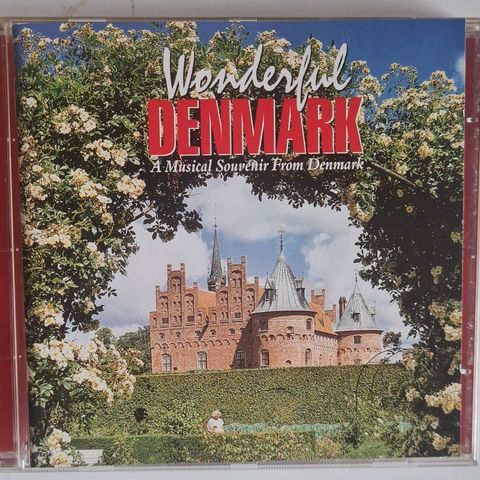 Wonderful
DENMARK
A Musical Souvenir From Denmark